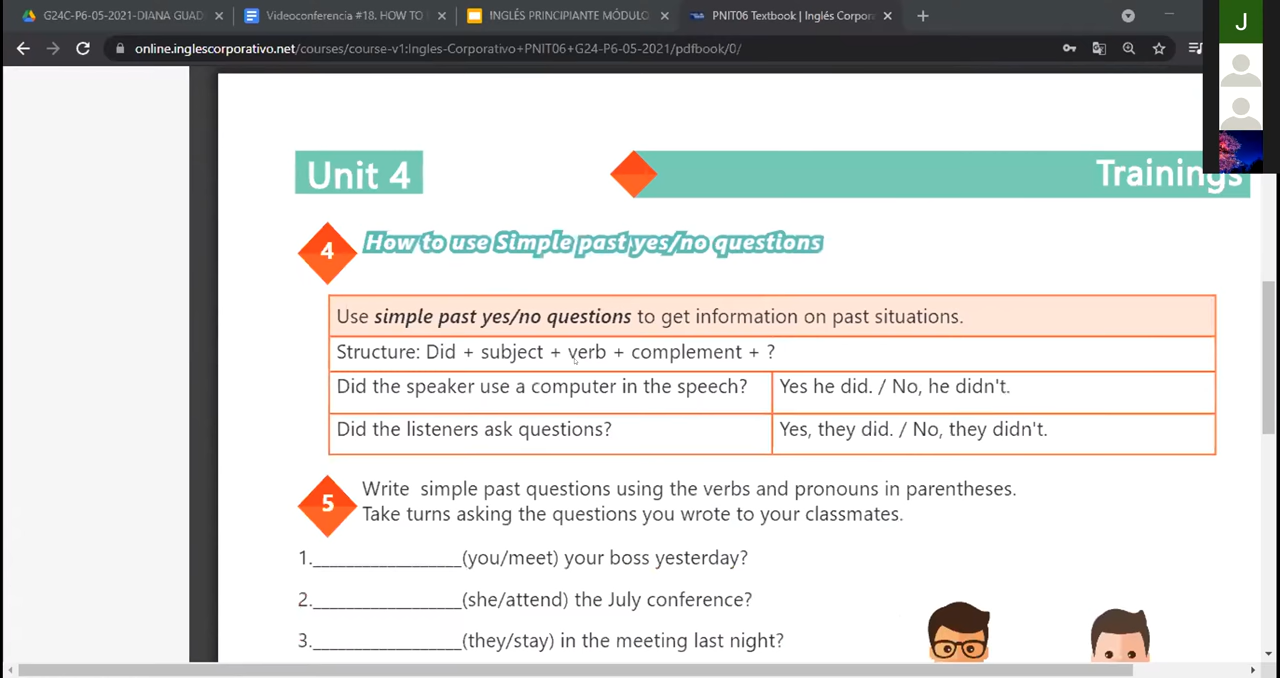 G24C-P6-05-2021-DIANA GUAD
Videoconferencia #18. HOW TO
INGLÉS PRINCIPIANTE MÓDULO
PNIT06 Textbook | Inglés Corpora
online.inglescorporativo.net/courses/course-v1:Ingles-Corporativo+PNIT06+G24-P6-05-2021/pdfbook/0/
J
Unit 4
Trainings
4
How to use Simple past yes/no questions
Use simple past yes/no questions to get information on past situations.
Structure: Did + subject + verb + complement + ?
Did the speaker use a computer in the speech?
Yes he did. / No, he didn't.
Did the listeners ask questions?
Yes, they did. / No, they didn't.
5
Write simple past questions using the verbs and pronouns in parentheses.
Take turns asking the questions you wrote to your classmates.
1.__________________(you/meet) your boss yesterday?
2.__________________(she/attend) the July conference?
3.__________________(they/stay) in the meeting last night?